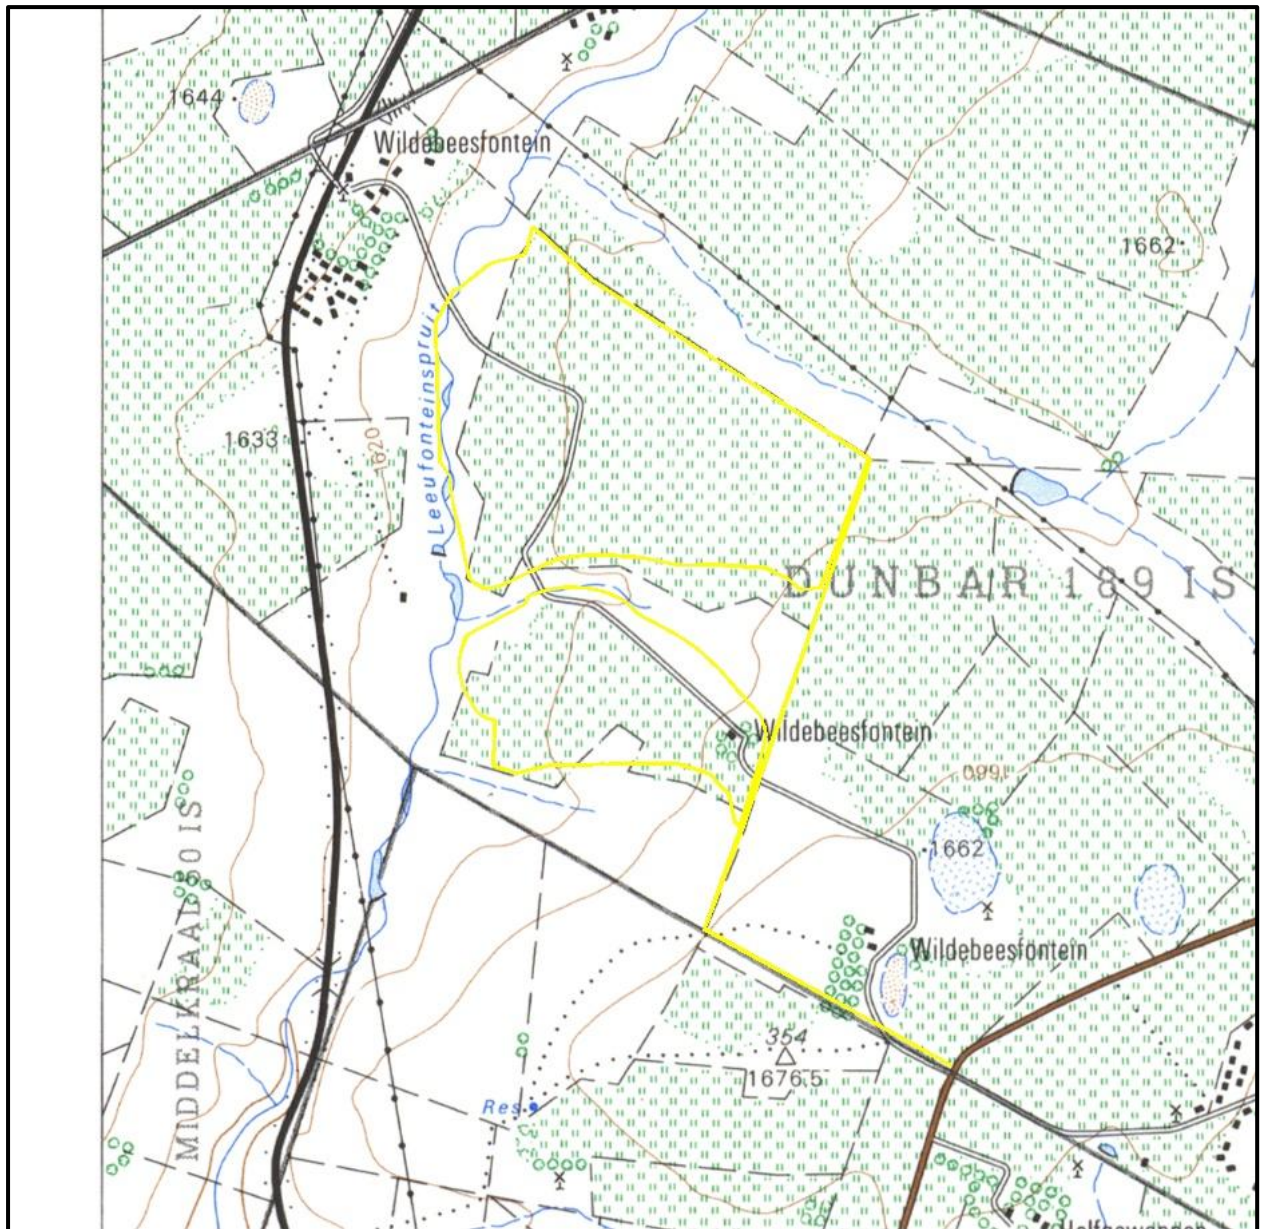 1644
Wildebeesfontein
1662
Leeufonteinspruit
1633
1620
DUNBAR 189 IS
Wildebeesfontein
1660
1662
MIDDELKRAAL 50 IS
Wildebeesfontein
354
1676.5
Res